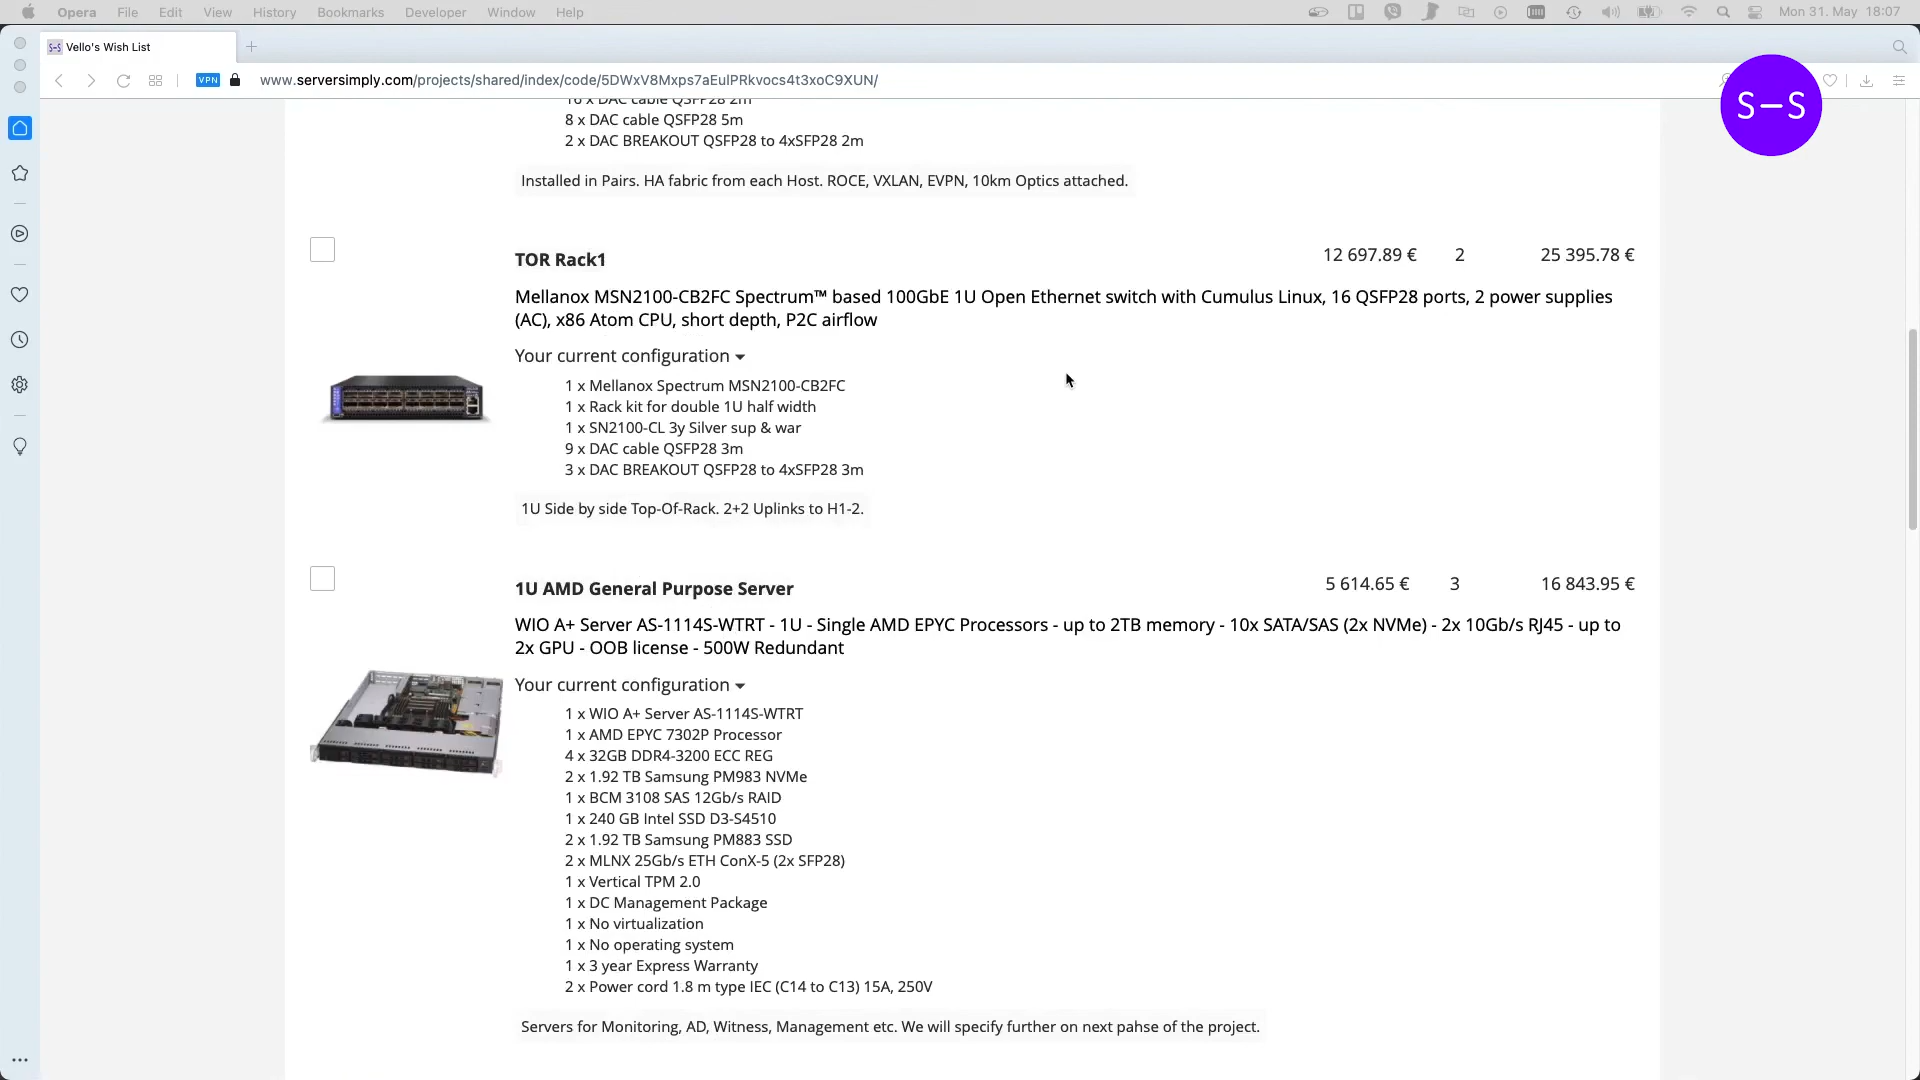 Opera File Edit View History Bookmarks Developer Window Help Mon 31. May 18:07
S-S Vello's Wish List
VPN www.serversimply.com/projects/shared/index/code/5DWxV8Mxps7aEulPRkvocs4t3xoC9XUN/
S–S
16 x DAC cable QSFP28 2m
8 x DAC cable QSFP28 5m
2 x DAC BREAKOUT QSFP28 to 4xSFP28 2m
Installed in Pairs. HA fabric from each Host. ROCE, VXLAN, EVPN, 10km Optics attached.
TOR Rack1 12 697.89 € 2 25 395.78 €
Mellanox MSN2100-CB2FC Spectrum™ based 100GbE 1U Open Ethernet switch with Cumulus Linux, 16 QSFP28 ports, 2 power supplies
(AC), x86 Atom CPU, short depth, P2C airflow
Your current configuration
1 x Mellanox Spectrum MSN2100-CB2FC
1 x Rack kit for double 1U half width
1 x SN2100-CL 3y Silver sup & war
9 x DAC cable QSFP28 3m
3 x DAC BREAKOUT QSFP28 to 4xSFP28 3m
1U Side by side Top-Of-Rack. 2+2 Uplinks to H1-2.
1U AMD General Purpose Server 5 614.65 € 3 16 843.95 €
WIO A+ Server AS-1114S-WTRT - 1U - Single AMD EPYC Processors - up to 2TB memory - 10x SATA/SAS (2x NVMe) - 2x 10Gb/s RJ45 - up to
2x GPU - OOB license - 500W Redundant
Your current configuration
1 x WIO A+ Server AS-1114S-WTRT
1 x AMD EPYC 7302P Processor
4 x 32GB DDR4-3200 ECC REG
2 x 1.92 TB Samsung PM983 NVMe
1 x BCM 3108 SAS 12Gb/s RAID
1 x 240 GB Intel SSD D3-S4510
2 x 1.92 TB Samsung PM883 SSD
2 x MLNX 25Gb/s ETH ConX-5 (2x SFP28)
1 x Vertical TPM 2.0
1 x DC Management Package
1 x No virtualization
1 x No operating system
1 x 3 year Express Warranty
2 x Power cord 1.8 m type IEC (C14 to C13) 15A, 250V
Servers for Monitoring, AD, Witness, Management etc. We will specify further on next pahse of the project.